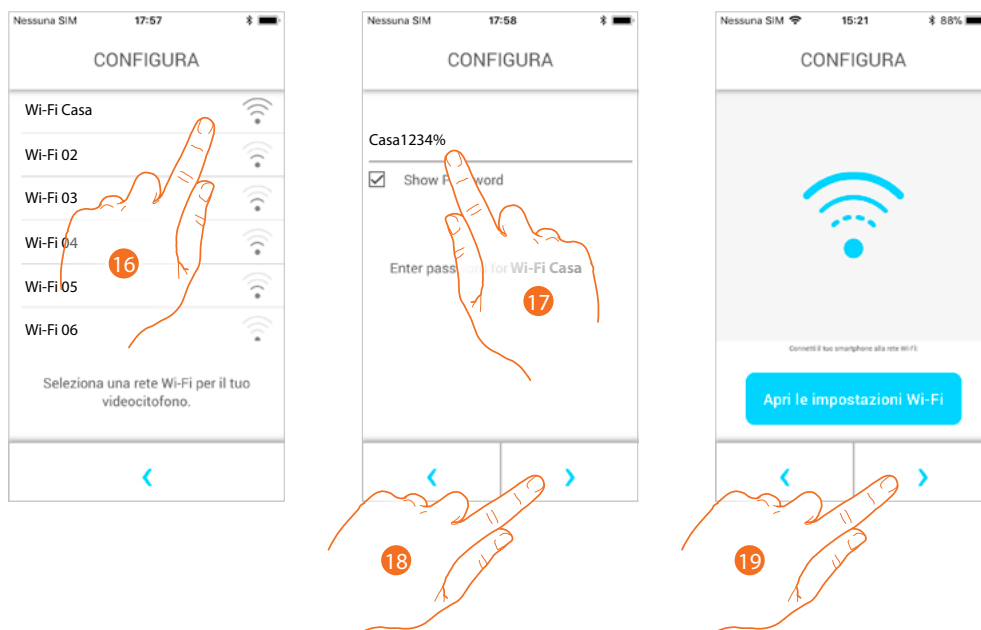 Nessuna SIM 17:57
CONFIGURA
Wi-Fi Casa
Wi-Fi 02
Wi-Fi 03
Wi-Fi 04
Wi-Fi 05
Wi-Fi 06
16
Seleziona una rete Wi-Fi per il tuo
videocitofono.
Nessuna SIM 17:58
CONFIGURA
Casa1234%
Show Password
Enter password for Wi-Fi Casa
17
18
Nessuna SIM 15:21 88%
CONFIGURA
Connetti il tuo smartphone alla rete Wi-Fi:
Apri le impostazioni Wi-Fi
19